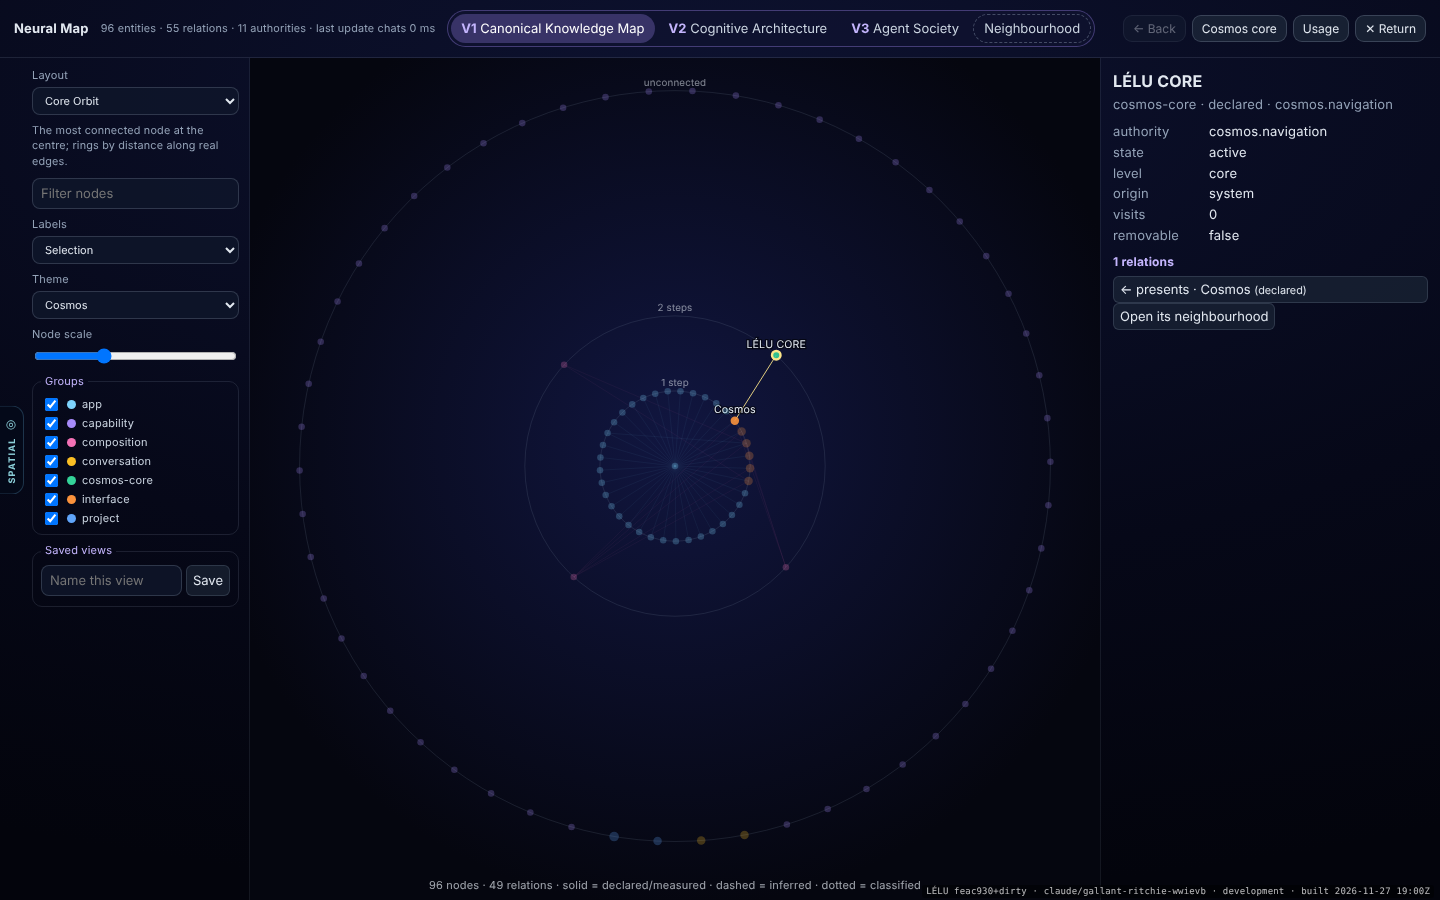 Neural Map
96 entities · 55 relations · 11 authorities · last update chats 0 ms
V1 Canonical Knowledge Map
V2 Cognitive Architecture
V3 Agent Society
Neighbourhood
← Back
Cosmos core
Usage
✕ Return
Layout
Core Orbit
The most connected node at the
centre; rings by distance along real
edges.
Filter nodes
Labels
Selection
Theme
Cosmos
Node scale
Groups
app
capability
composition
conversation
cosmos-core
interface
project
Saved views
Name this view
Save
SPATIAL ◎
unconnected
2 steps
LÉLU CORE
1 step
Cosmos
96 nodes · 49 relations · solid = declared/measured · dashed = inferred · dotted = classified
LÉLU CORE
cosmos-core · declared · cosmos.navigation
authority cosmos.navigation
state active
level core
origin system
visits 0
removable false
1 relations
← presents · Cosmos (declared)
Open its neighbourhood
LÉLU feac930+dirty · claude/gallant-ritchie-wwievb · development · built 2026-11-27 19:00Z